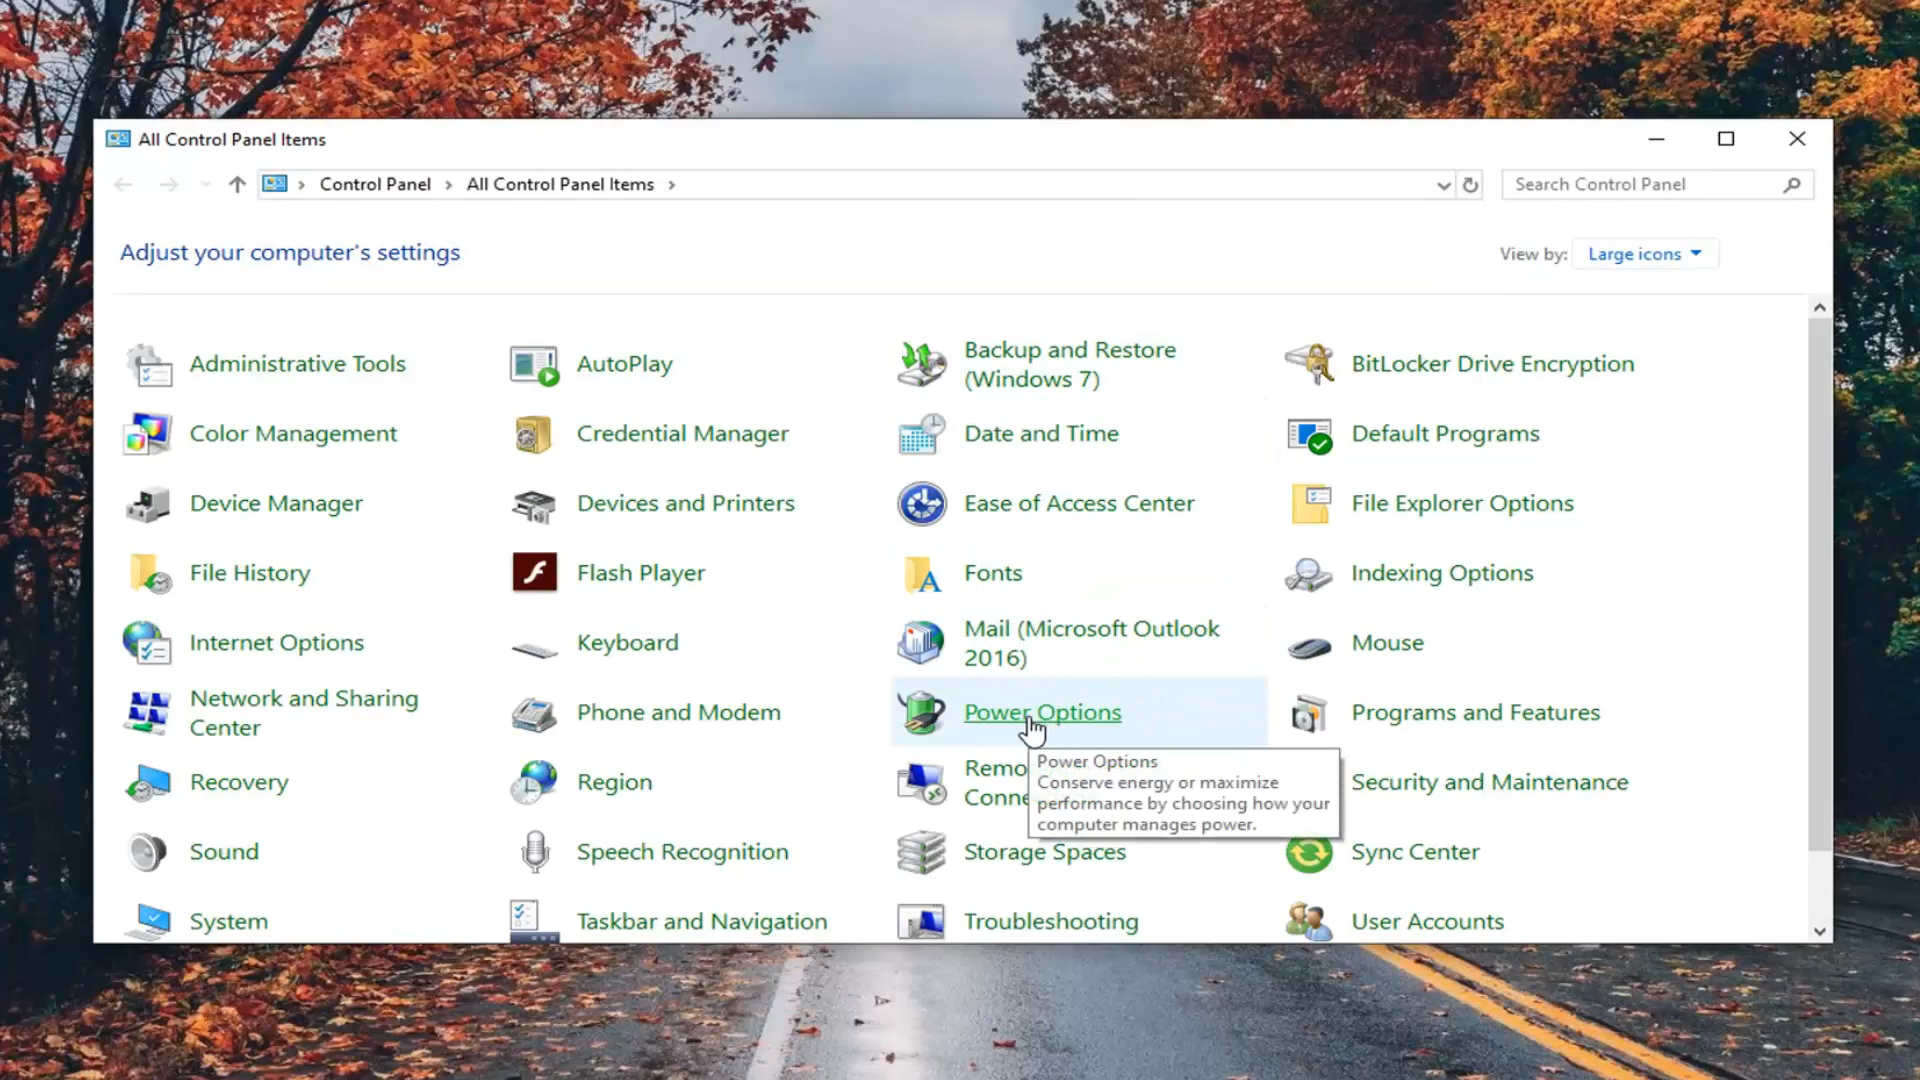 All Control Panel Items
Control Panel
All Control Panel Items
Search Control Panel
Adjust your computer's settings
View by:
Large icons
Administrative Tools
AutoPlay
Backup and Restore
(Windows 7)
BitLocker Drive Encryption
Color Management
Credential Manager
Date and Time
Default Programs
Device Manager
Devices and Printers
Ease of Access Center
File Explorer Options
File History
Flash Player
Fonts
Indexing Options
Internet Options
Keyboard
Mail (Microsoft Outlook
2016)
Mouse
Network and Sharing
Center
Phone and Modem
Power Options
Programs and Features
Power Options
Conserve energy or maximize
performance by choosing how your
computer manages power.
Recovery
Region
Security and Maintenance
Sound
Speech Recognition
Storage Spaces
Sync Center
System
Taskbar and Navigation
Troubleshooting
User Accounts